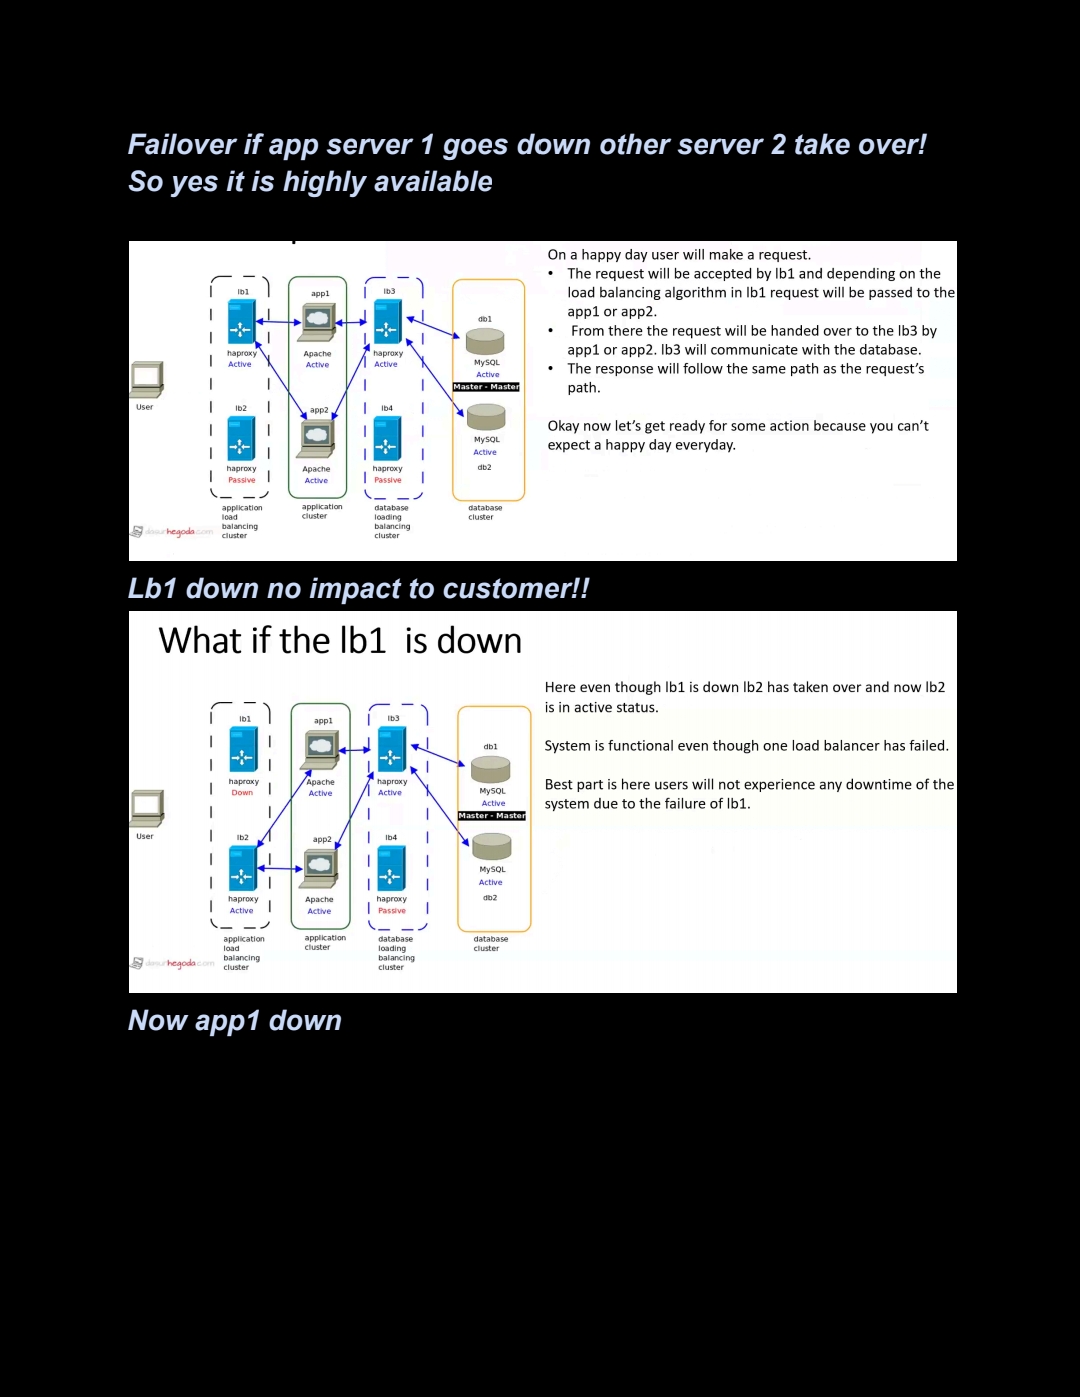 Failover if app server 1 goes down other server 2 take over!
So yes it is highly available
On a happy day user will make a request.
• The request will be accepted by lb1 and depending on the
load balancing algorithm in lb1 request will be passed to the
app1 or app2.
• From there the request will be handed over to the lb3 by
app1 or app2. lb3 will communicate with the database.
• The response will follow the same path as the request's
path.
Okay now let's get ready for some action because you can't
expect a happy day everyday.
lb1
app1
lb3
db1
haproxy
Active
Apache
Active
haproxy
Active
MySQL
Active
Master - Master
User
lb2
app2
lb4
haproxy
Passive
Apache
Active
haproxy
Passive
MySQL
Active
db2
application
load
balancing
cluster
application
cluster
database
loading
balancing
cluster
database
cluster
hegoda.com
Lb1 down no impact to customer!!
What if the lb1 is down
Here even though lb1 is down lb2 has taken over and now lb2
is in active status.
System is functional even though one load balancer has failed.
Best part is here users will not experience any downtime of the
system due to the failure of lb1.
lb1
app1
lb3
db1
haproxy
Down
Apache
Active
haproxy
Active
MySQL
Active
Master - Master
User
lb2
app2
lb4
haproxy
Active
Apache
Active
haproxy
Passive
MySQL
Active
db2
application
load
balancing
cluster
application
cluster
database
loading
balancing
cluster
database
cluster
hegoda.com
Now app1 down